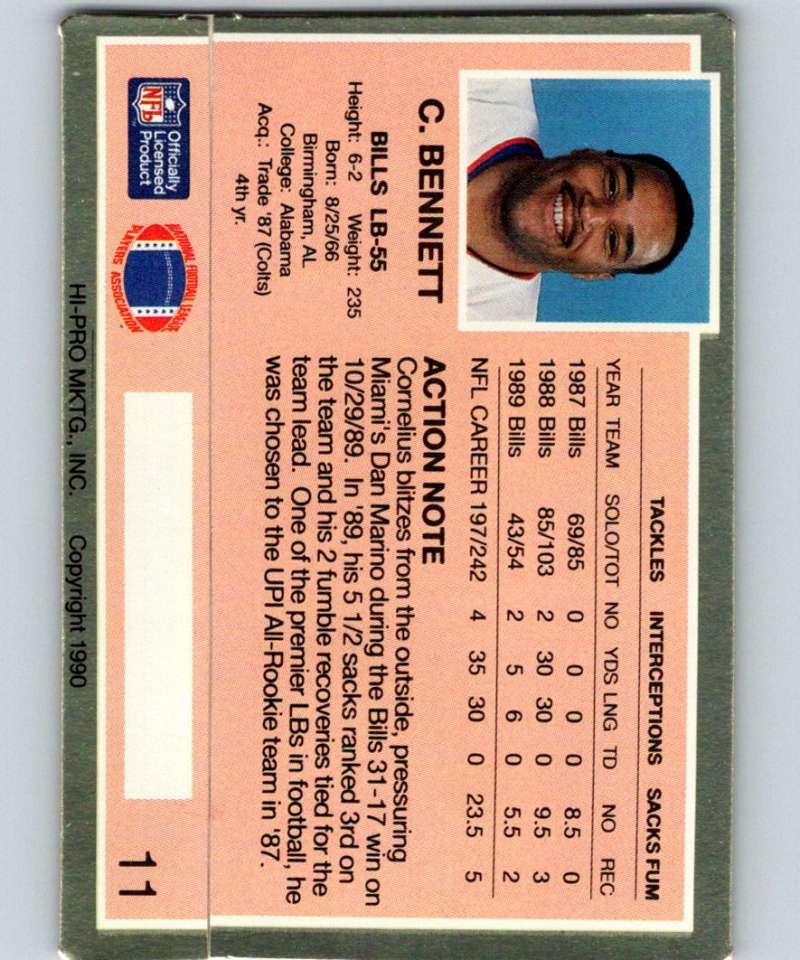 C. BENNETT
BILLS LB-55
Height: 6-2 Weight: 235
Born: 8/25/66
Birmingham, AL
College: Alabama
Acq.: Trade '87 (Colts)
4th yr.
TACKLES INTERCEPTIONS SACKS FUM
YEAR TEAM SOLO/TOT NO YDS LNG TD NO REC
1987 Bills 69/85 0 0 0 0 8.5 0
1988 Bills 85/103 2 30 30 0 9.5 3
1989 Bills 43/54 2 5 6 0 5.5 2
NFL CAREER 197/242 4 35 30 0 23.5 5
ACTION NOTE
Cornelius blitzes from the outside, pressuring
Miami's Dan Marino during the Bills 31-17 win on
10/29/89. In '89, his 5 1/2 sacks ranked 3rd on
the team and his 2 fumble recoveries tied for the
team lead. One of the premier LBs in football, he
was chosen to the UPI All-Rookie team in '87.
NFL
Officially
Licensed
Product
NATIONAL FOOTBALL LEAGUE
PLAYERS ASSOCIATION
11
HI-PRO MKTG., INC. Copyright 1990